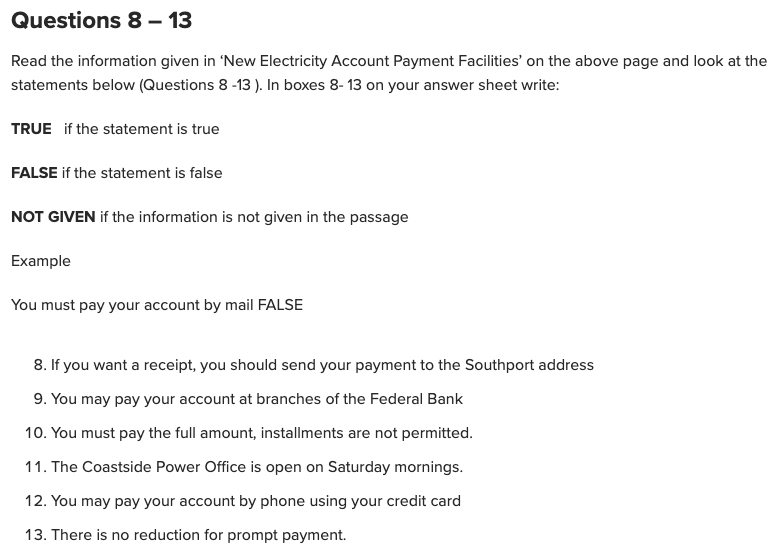 Questions 8 – 13
Read the information given in ‘New Electricity Account Payment Facilities’ on the above page and look at the
statements below (Questions 8 -13 ). In boxes 8- 13 on your answer sheet write:
TRUE if the statement is true
FALSE if the statement is false
NOT GIVEN if the information is not given in the passage
Example
You must pay your account by mail FALSE
8. If you want a receipt, you should send your payment to the Southport address
9. You may pay your account at branches of the Federal Bank
10. You must pay the full amount, installments are not permitted.
11. The Coastside Power Office is open on Saturday mornings.
12. You may pay your account by phone using your credit card
13. There is no reduction for prompt payment.